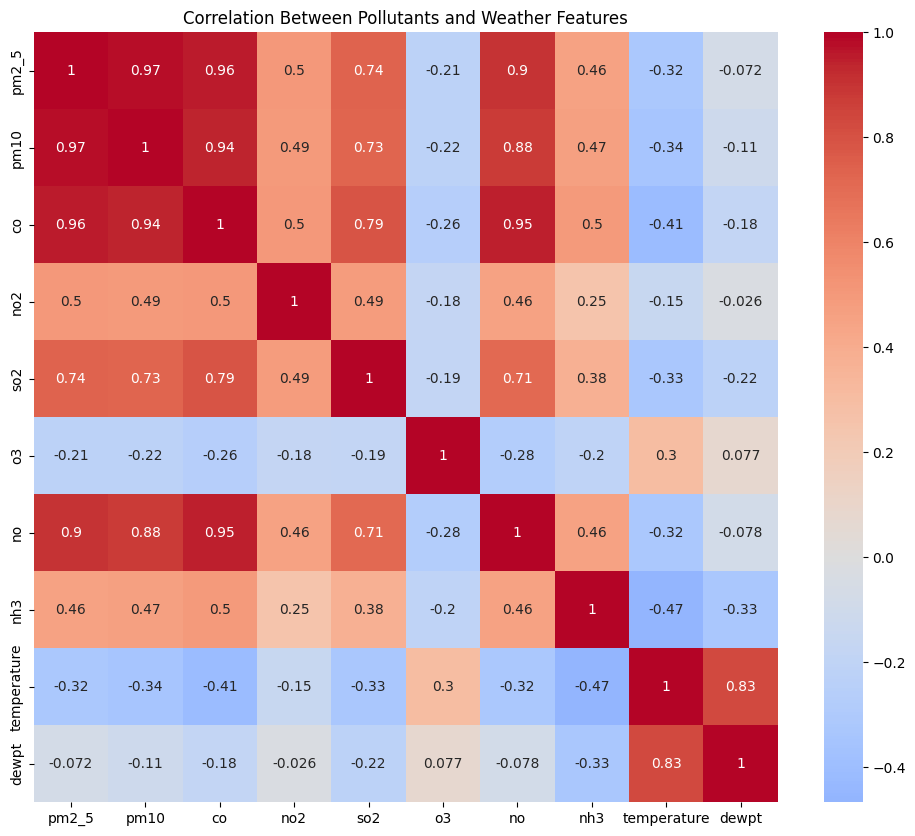 Correlation Between Pollutants and Weather Features
pm2_5 1 0.97 0.96 0.5 0.74 -0.21 0.9 0.46 -0.32 -0.072
pm10 0.97 1 0.94 0.49 0.73 -0.22 0.88 0.47 -0.34 -0.11
co 0.96 0.94 1 0.5 0.79 -0.26 0.95 0.5 -0.41 -0.18
no2 0.5 0.49 0.5 1 0.49 -0.18 0.46 0.25 -0.15 -0.026
so2 0.74 0.73 0.79 0.49 1 -0.19 0.71 0.38 -0.33 -0.22
o3 -0.21 -0.22 -0.26 -0.18 -0.19 1 -0.28 -0.2 0.3 0.077
no 0.9 0.88 0.95 0.46 0.71 -0.28 1 0.46 -0.32 -0.078
nh3 0.46 0.47 0.5 0.25 0.38 -0.2 0.46 1 -0.47 -0.33
temperature -0.32 -0.34 -0.41 -0.15 -0.33 0.3 -0.32 -0.47 1 0.83
dewpt -0.072 -0.11 -0.18 -0.026 -0.22 0.077 -0.078 -0.33 0.83 1
pm2_5 pm10 co no2 so2 o3 no nh3 temperature dewpt
1.0
0.8
0.6
0.4
0.2
0.0
−0.2
−0.4